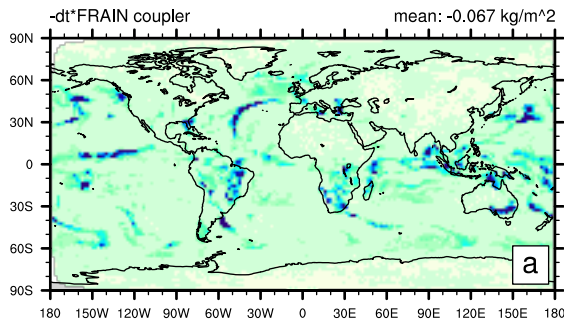 -dt*FRAIN coupler mean: -0.067 kg/m^2
90N
60N
30N
0
30S
60S
90S
a
-180 150W 120W 90W 60W 30W 0 30E 60E 90E 120E 150E 180